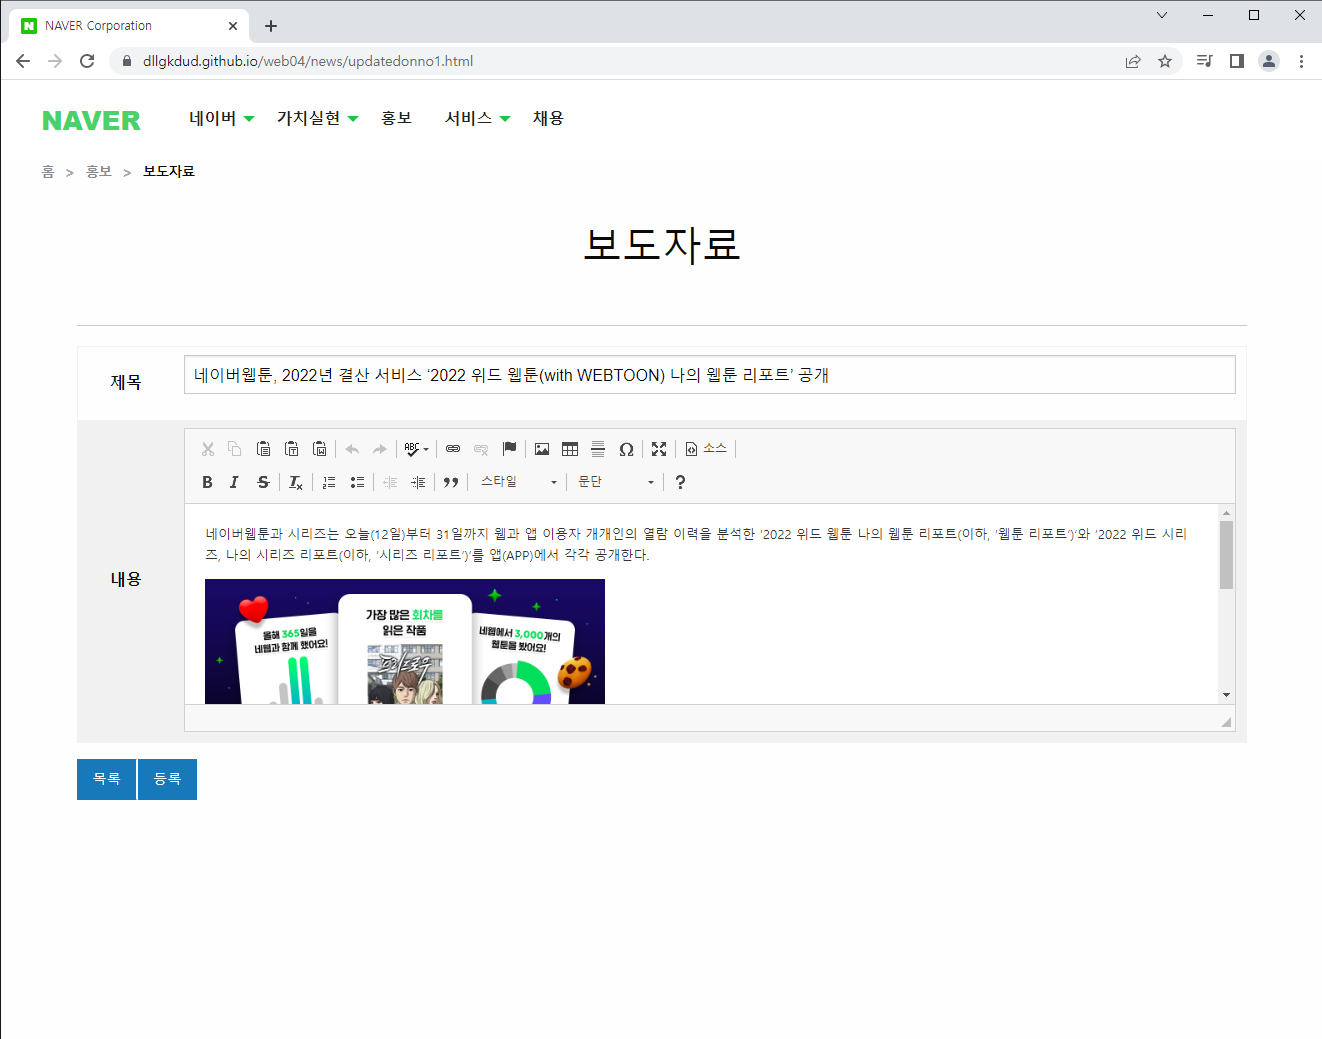 NAVER Corporation
dllgkdud.github.io/web04/news/updatedonno1.html
NAVER 네이버 가치실현 홍보 서비스 채용
홈 > 홍보 > 보도자료
보도자료
제목 네이버웹툰, 2022년 결산 서비스 ‘2022 위드 웹툰(with WEBTOON) 나의 웹툰 리포트’ 공개
ABC 소스
B I S Tx 스타일 문단 ?
내용
네이버웹툰과 시리즈는 오늘(12일)부터 31일까지 웹과 앱 이용자 개개인의 열람 이력을 분석한 ‘2022 위드 웹툰 나의 웹툰 리포트(이하, ‘웹툰 리포트’)’와 ‘2022 위드 시리
즈, 나의 시리즈 리포트(이하, ‘시리즈 리포트’)’를 앱(APP)에서 각각 공개한다.
올해 365일을
네웹과 함께 했어요!
가장 많은 회차를
읽은 작품
프리드로우
네웹에서 3,000개의
웹툰을 봤어요!
목록 등록